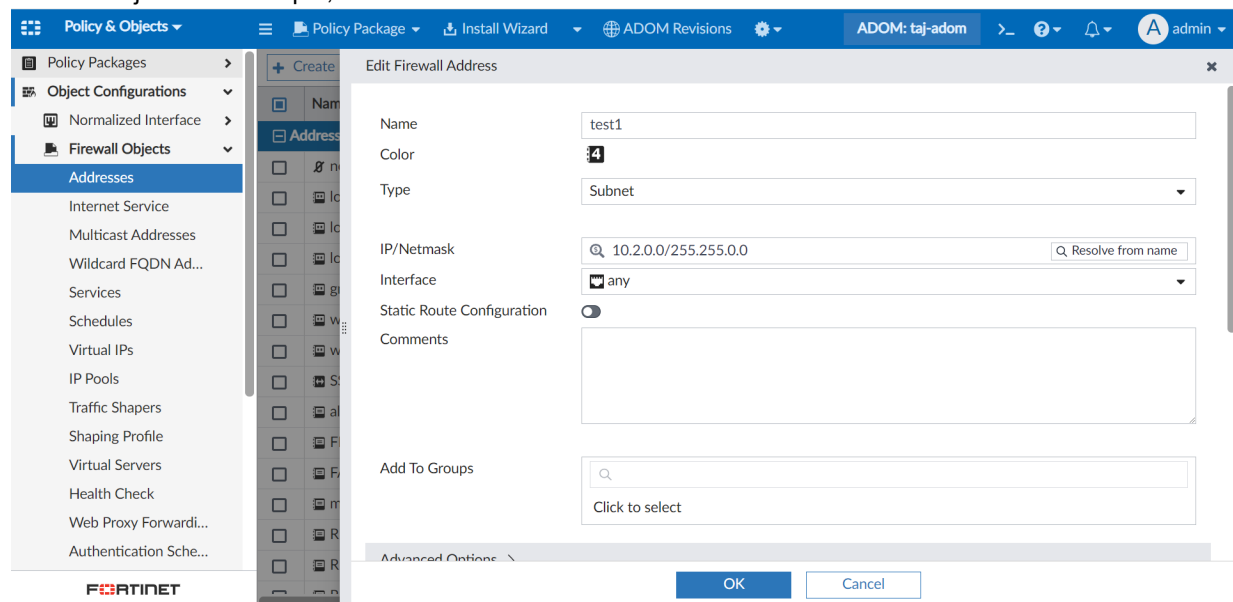 Policy & Objects
Policy Package
Install Wizard
ADOM Revisions
ADOM: taj-adom
>_
A admin
Policy Packages
Object Configurations
Normalized Interface
Firewall Objects
Addresses
Internet Service
Multicast Addresses
Wildcard FQDN Ad...
Services
Schedules
Virtual IPs
IP Pools
Traffic Shapers
Shaping Profile
Virtual Servers
Health Check
Web Proxy Forwardi...
Authentication Sche...
FORTINET
+ Create
Nam
Address
Edit Firewall Address
Name
test1
Color
4
Type
Subnet
IP/Netmask
10.2.0.0/255.255.0.0
Resolve from name
Interface
any
Static Route Configuration
Comments
Add To Groups
Click to select
Advanced Options >
OK
Cancel